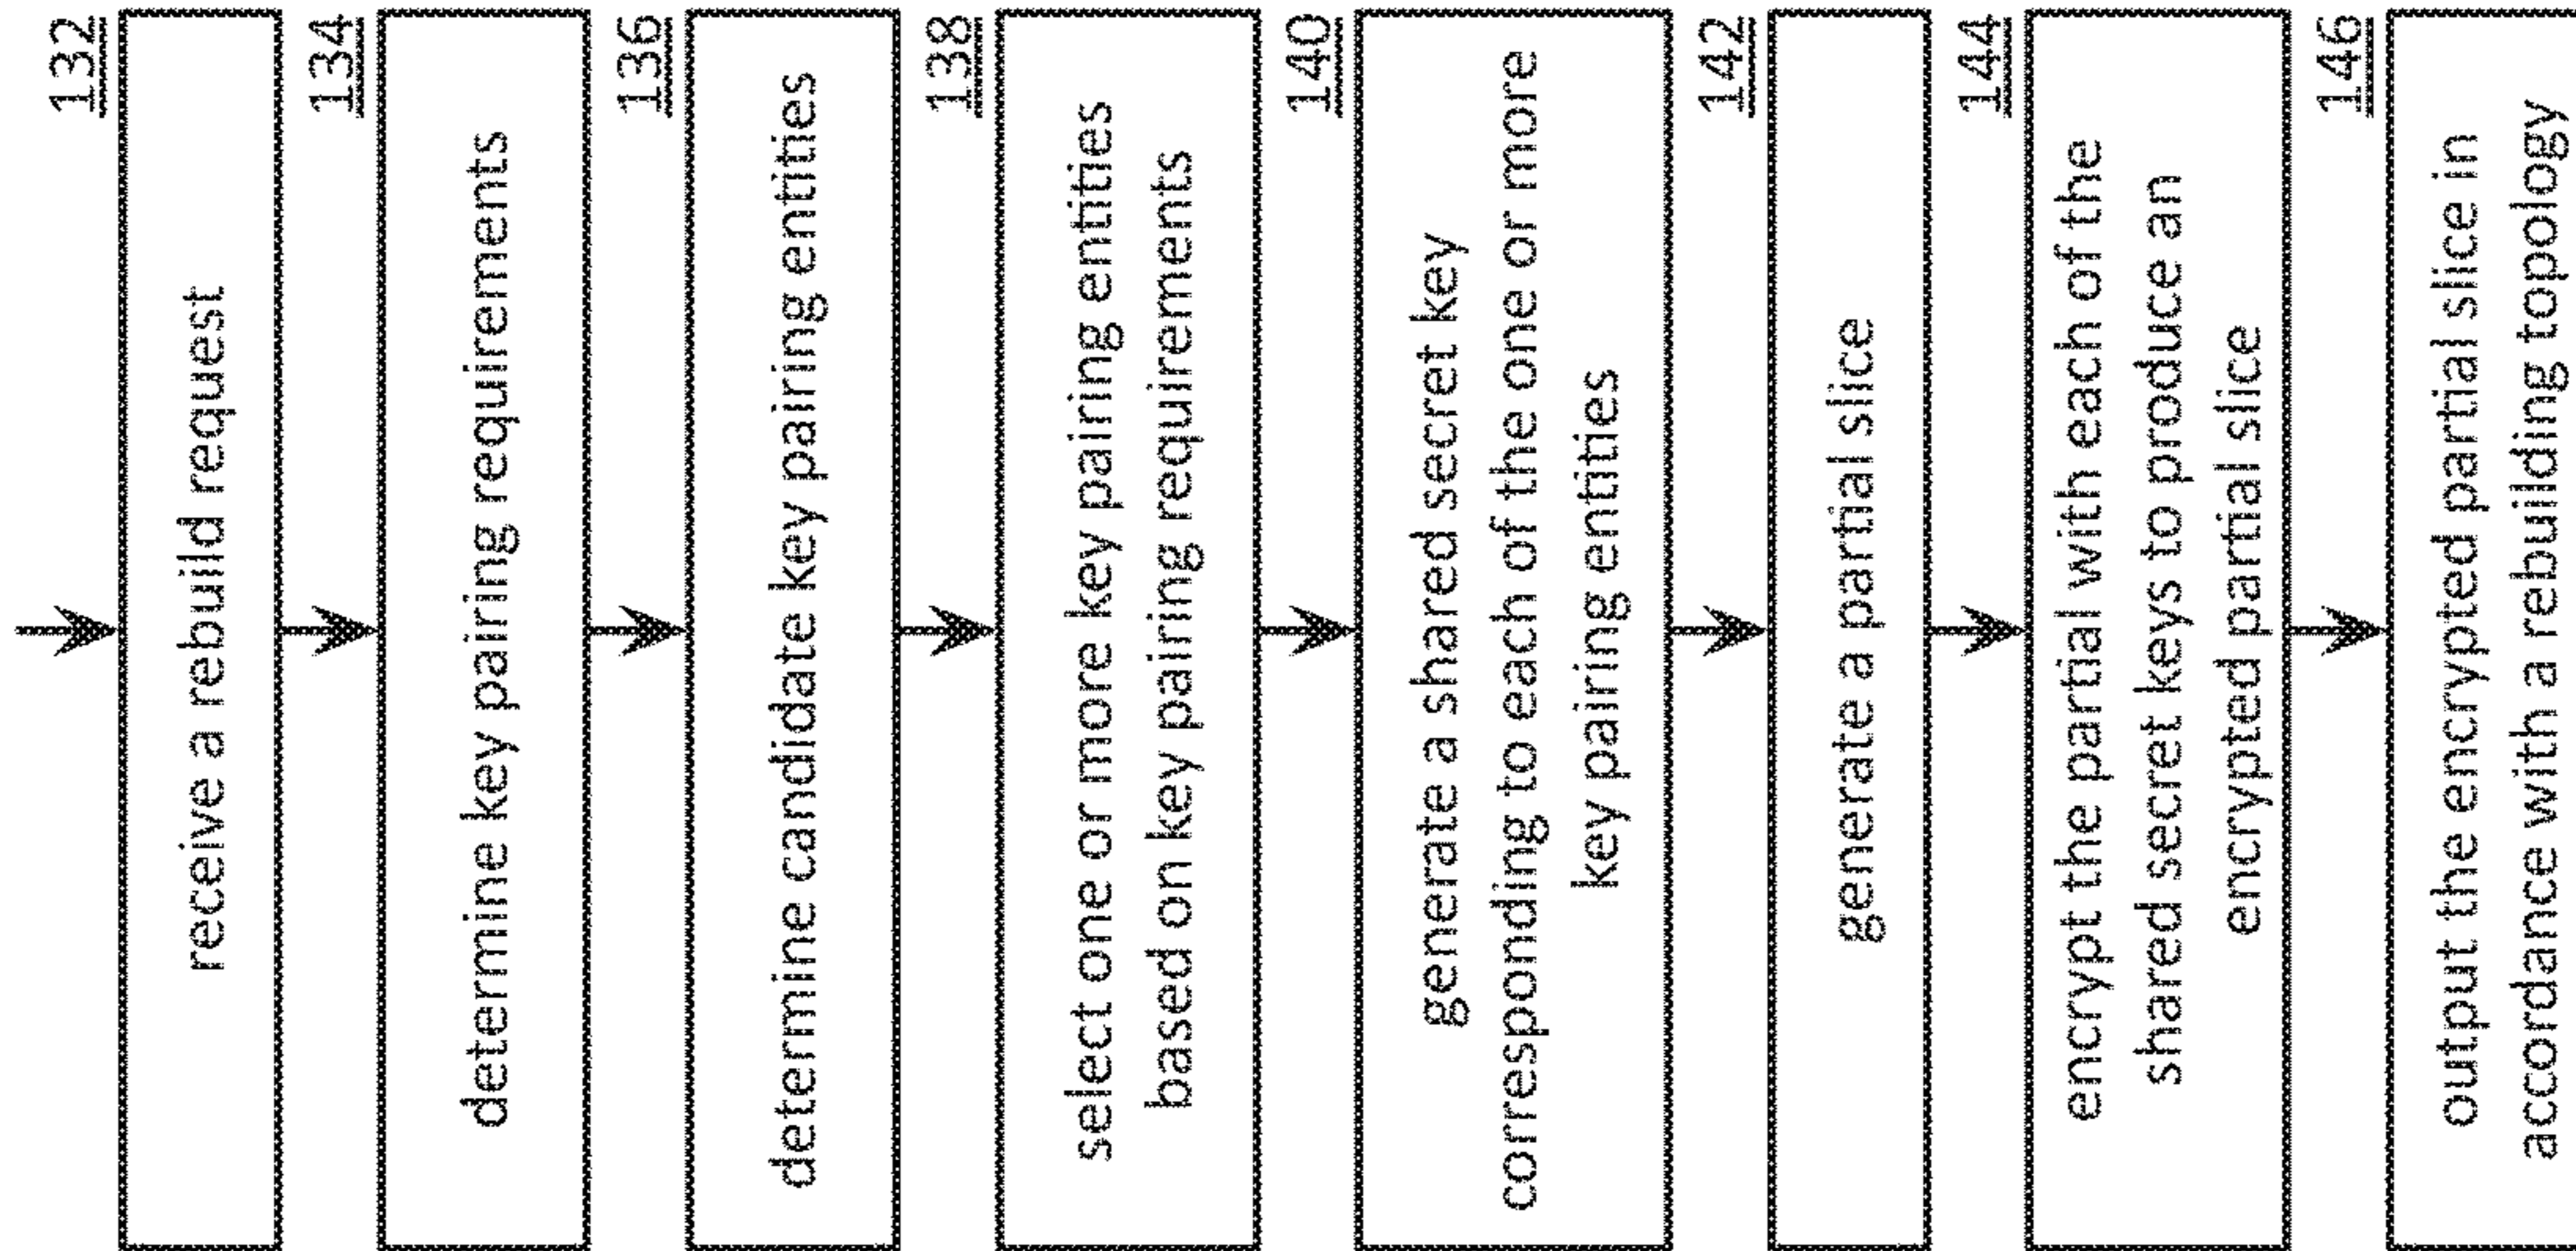 132
receive a rebuild request
134
determine key pairing requirements
136
determine candidate key pairing entities
138
select one or more key pairing entities
based on key pairing requirements
140
generate a shared secret key
corresponding to each of the one or more
key pairing entities
142
generate a partial slice
144
encrypt the partial with each of the
shared secret keys to produce an
encrypted partial slice
146
output the encrypted partial slice in
accordance with a rebuilding topology